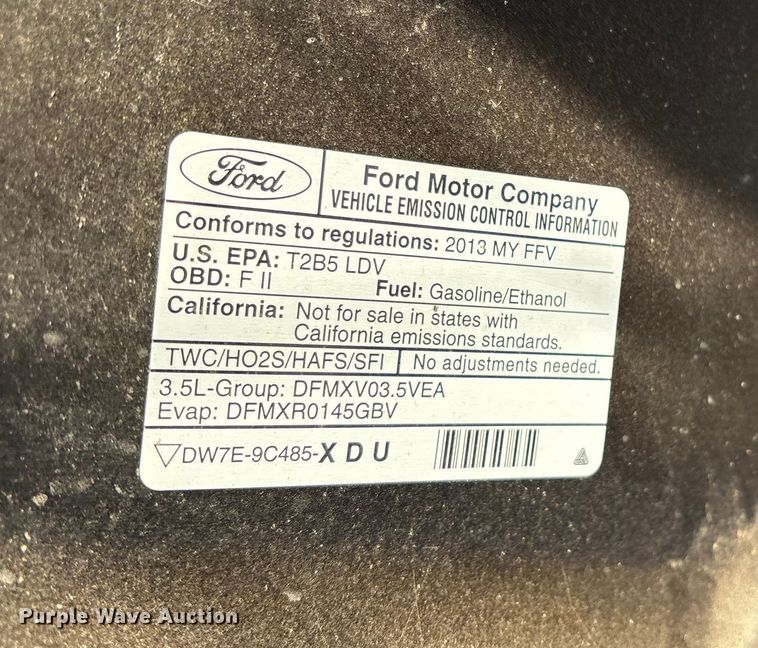 Ford
Ford Motor Company
VEHICLE EMISSION CONTROL INFORMATION
Conforms to regulations: 2013 MY FFV
U.S. EPA: T2B5 LDV
OBD: F II Fuel: Gasoline/Ethanol
California: Not for sale in states with
California emissions standards.
TWC/HO2S/HAFS/SFI No adjustments needed.
3.5L-Group: DFMXV03.5VEA
Evap: DFMXR0145GBV
DW7E-9C485-XDU
Purple Wave Auction